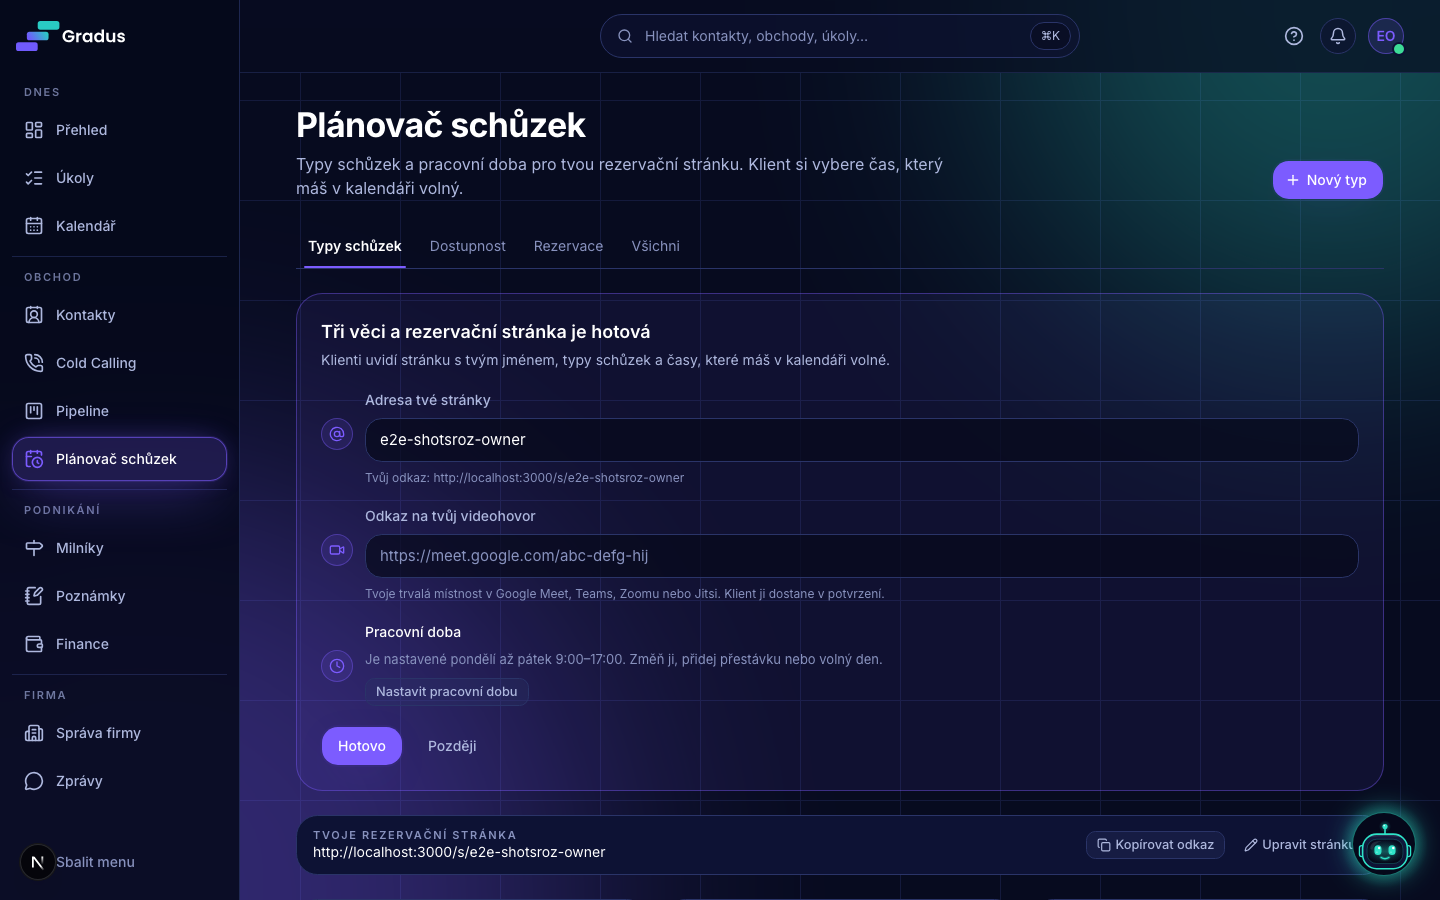 Gradus
Hledat kontakty, obchody, úkoly...
⌘K
EO
DNES
Přehled
Úkoly
Kalendář
OBCHOD
Kontakty
Cold Calling
Pipeline
Plánovač schůzek
PODNIKÁNÍ
Milníky
Poznámky
Finance
FIRMA
Správa firmy
Zprávy
N
Sbalit menu
Plánovač schůzek
Typy schůzek a pracovní doba pro tvou rezervační stránku. Klient si vybere čas, který
máš v kalendáři volný.
Nový typ
Typy schůzek Dostupnost Rezervace Všichni
Tři věci a rezervační stránka je hotová
Klienti uvidí stránku s tvým jménem, typy schůzek a časy, které máš v kalendáři volné.
Adresa tvé stránky
e2e-shotsroz-owner
Tvůj odkaz: http://localhost:3000/s/e2e-shotsroz-owner
Odkaz na tvůj videohovor
https://meet.google.com/abc-defg-hij
Tvoje trvalá místnost v Google Meet, Teams, Zoomu nebo Jitsi. Klient ji dostane v potvrzení.
Pracovní doba
Je nastavené pondělí až pátek 9:00–17:00. Změň ji, přidej přestávku nebo volný den.
Nastavit pracovní dobu
Hotovo Později
TVOJE REZERVAČNÍ STRÁNKA
http://localhost:3000/s/e2e-shotsroz-owner
Kopírovat odkaz Upravit stránku